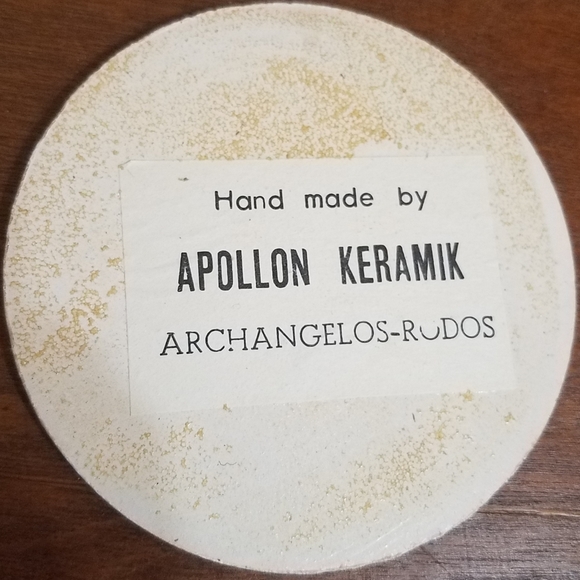 Hand made by
APOLLON KERAMIK
ARCHANGELOS-RODOS